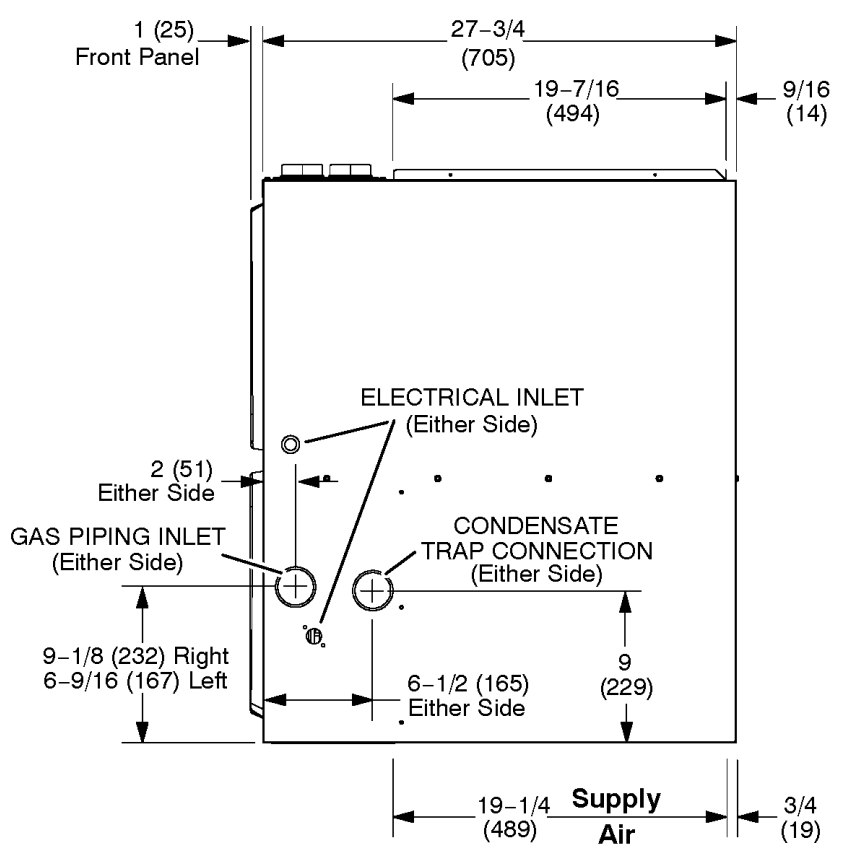 1 (25)
Front Panel
27–3/4
(705)
19–7/16
(494)
9/16
(14)
ELECTRICAL INLET
(Either Side)
2 (51)
Either Side
GAS PIPING INLET
(Either Side)
CONDENSATE
TRAP CONNECTION
(Either Side)
9–1/8 (232) Right
6–9/16 (167) Left
6–1/2 (165)
Either Side
9
(229)
19–1/4
(489)
Supply
Air
3/4
(19)